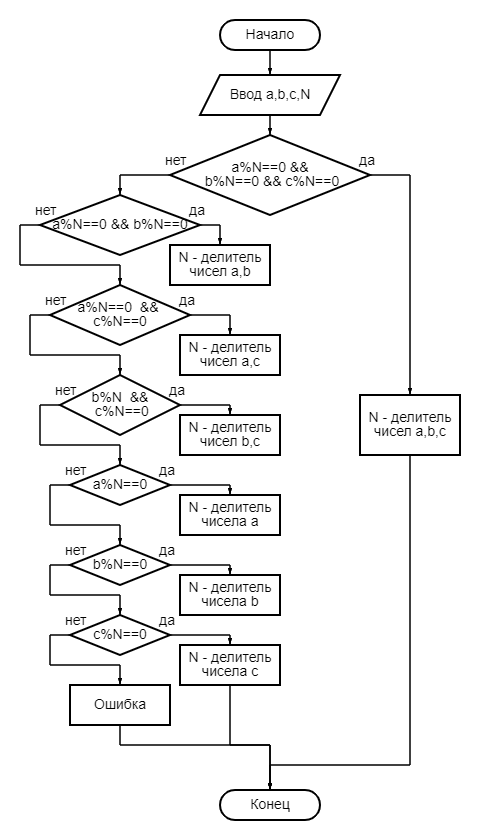 Начало
Ввод a,b,c,N
нет
да
a%N==0 &&
b%N==0 && c%N==0
нет
да
a%N==0 && b%N==0
N - делитель
чисел a,b
нет
да
a%N==0 &&
c%N==0
N - делитель
чисел a,c
нет
да
b%N &&
c%N==0
N - делитель
чисел b,c
N - делитель
чисел a,b,c
нет
да
a%N==0
N - делитель
чисела a
нет
да
b%N==0
N - делитель
чисела b
нет
да
c%N==0
N - делитель
чисела c
Ошибка
Конец